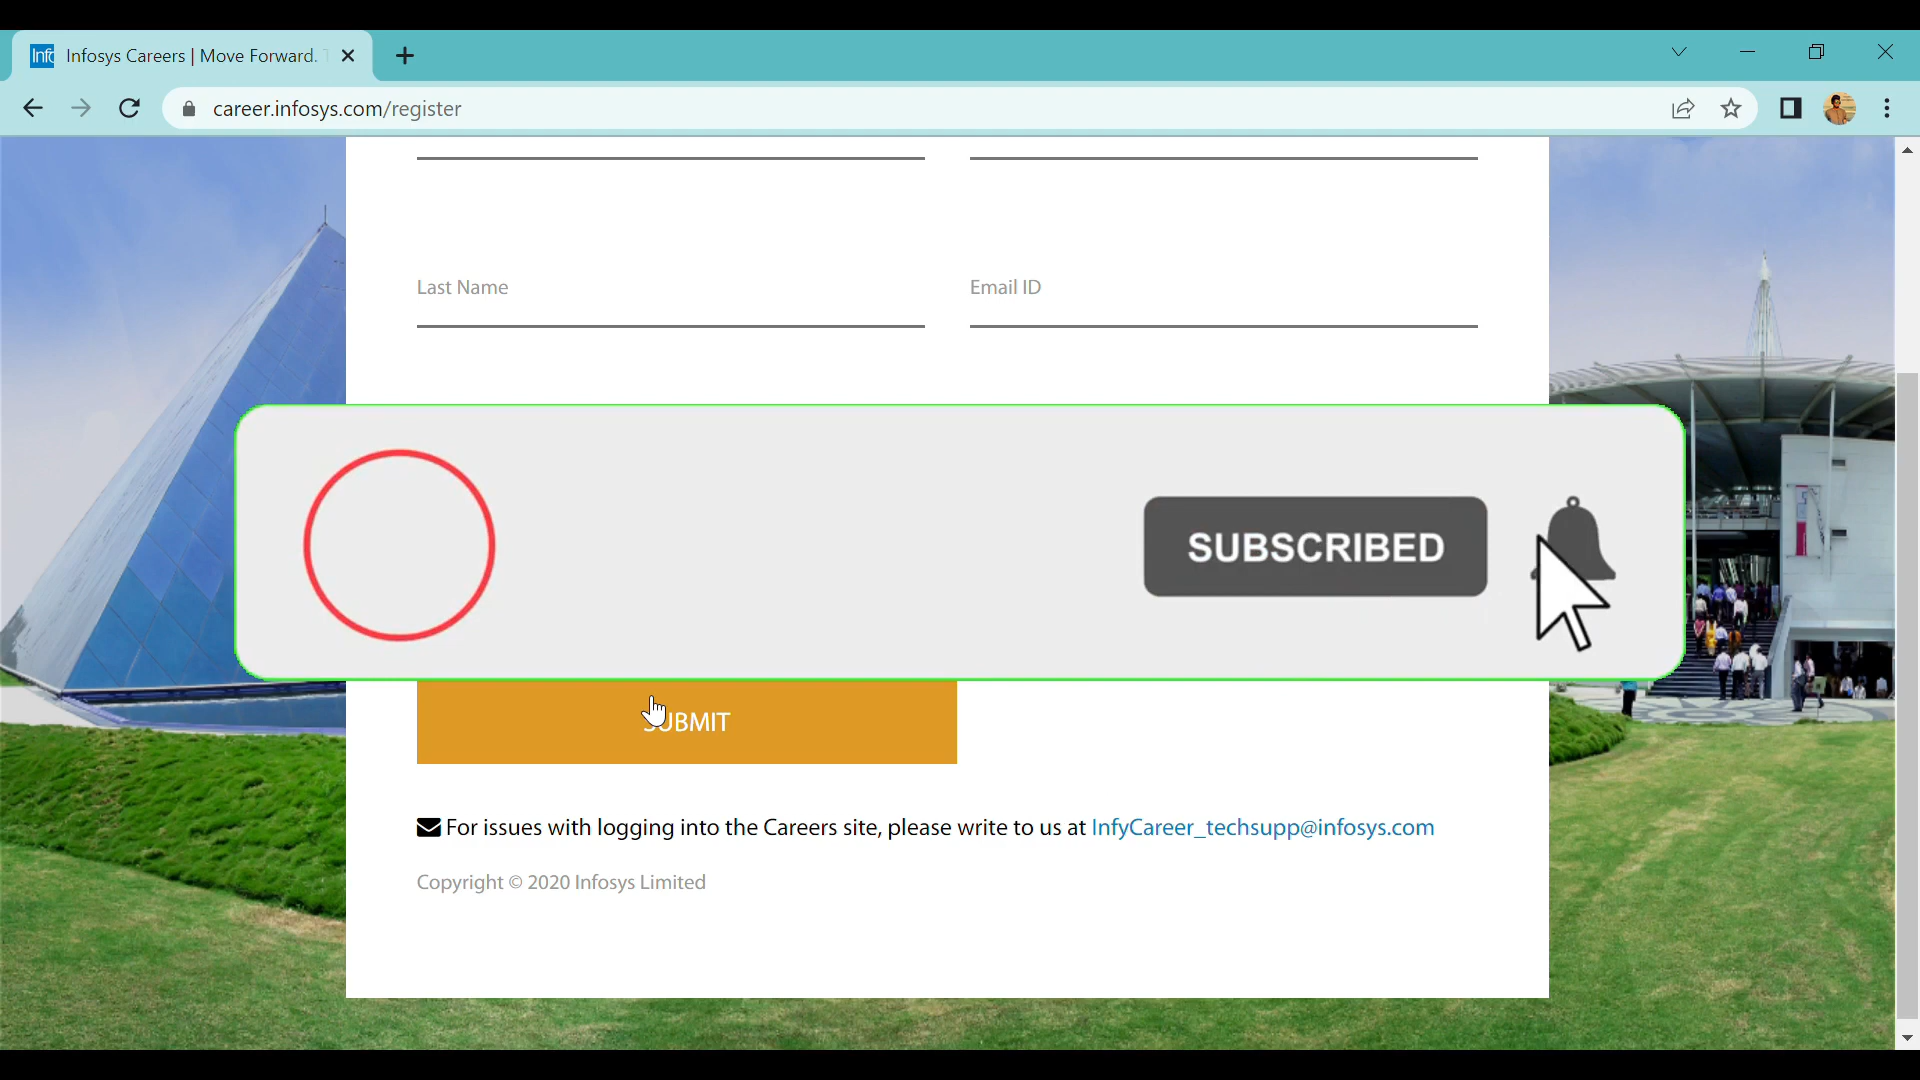 Info
Infosys Careers | Move Forward.
career.infosys.com/register
Last Name
Email ID
SUBSCRIBED
SUBMIT
For issues with logging into the Careers site, please write to us at InfyCareer_techsupp@infosys.com
Copyright © 2020 Infosys Limited